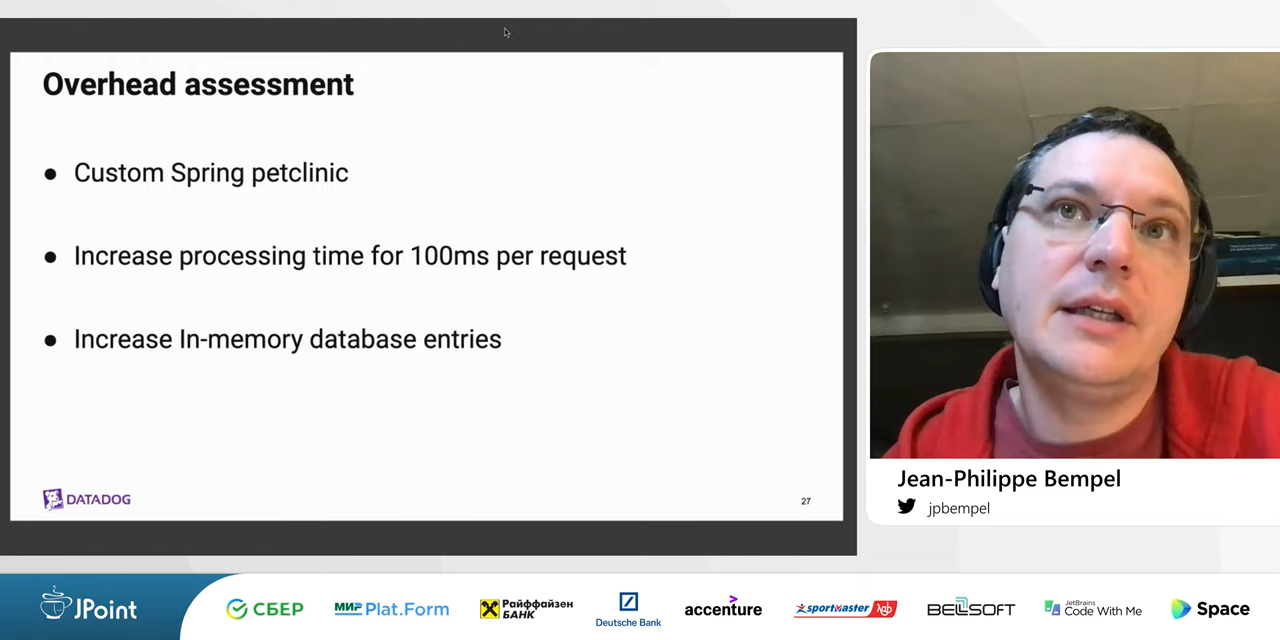 Overhead assessment
● Custom Spring petclinic
● Increase processing time for 100ms per request
● Increase In-memory database entries
DATADOG
27
Jean-Philippe Bempel
jpbempel
JPoint
СБЕР
МИР Plat.Form
Райффайзен
БАНК
Deutsche Bank
accenture
sportmaster lab
BELLSOFT
JetBrains
Code With Me
Space